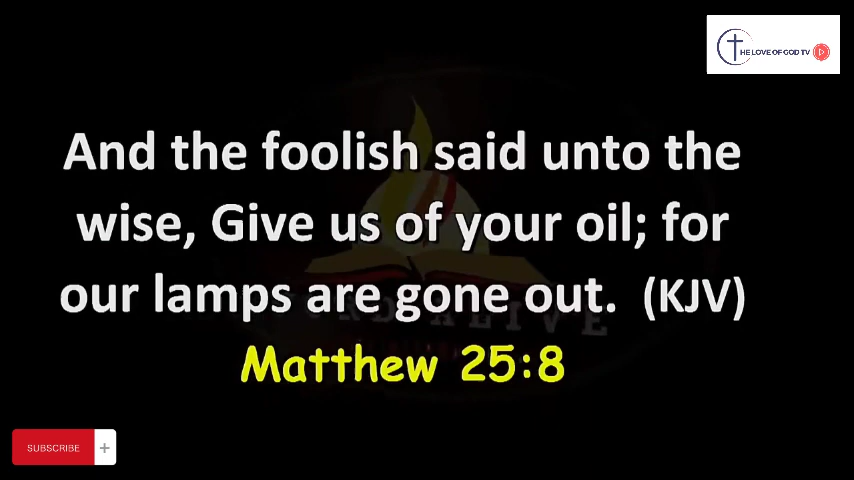 HE LOVE OF GOD TV
And the foolish said unto the
wise, Give us of your oil; for
our lamps are gone out. (KJV)
Matthew 25:8
SUBSCRIBE +